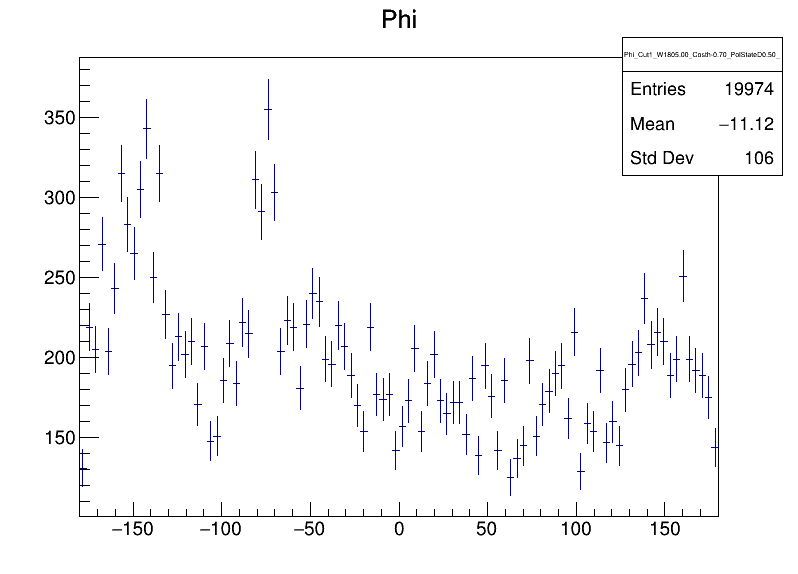 Phi
Phi_Cut1_W1805.00_Costh-0.70_PolStateD0.50_
Entries 19974
Mean −11.12
Std Dev 106
350
300
250
200
150
−150 −100 −50 0 50 100 150